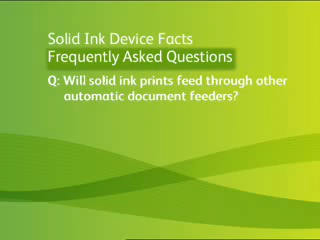 Solid Ink Device Facts
Frequently Asked Questions
Q: Will solid ink prints feed through other
automatic document feeders?